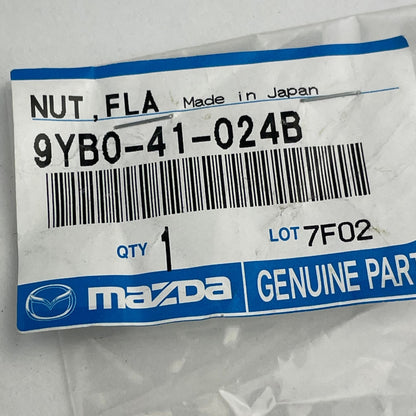 NUT, FLA Made in Japan
9YB0-41-024B
QTY 1 LOT 7F02
mazda GENUINE PART